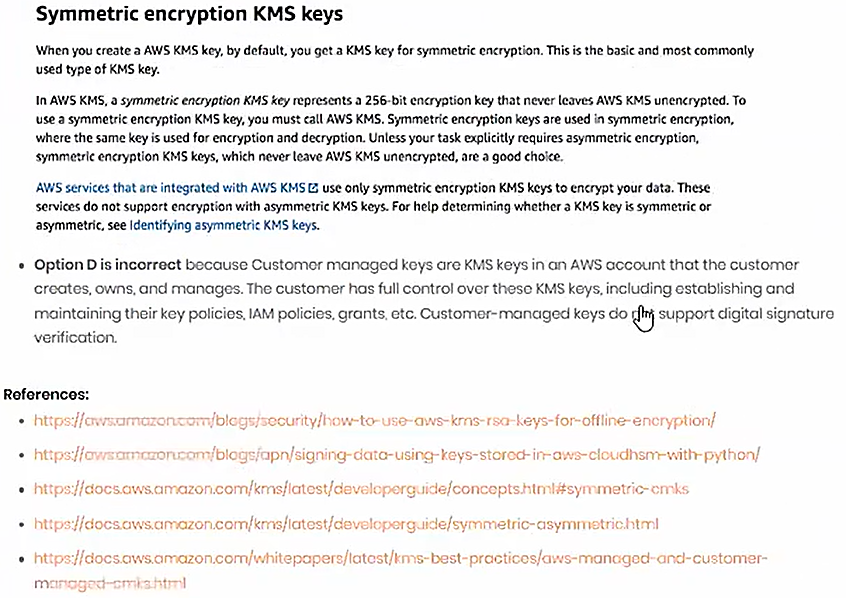 Symmetric encryption KMS keys
When you create a AWS KMS key, by default, you get a KMS key for symmetric encryption. This is the basic and most commonly
used type of KMS key.
In AWS KMS, a symmetric encryption KMS key represents a 256-bit encryption key that never leaves AWS KMS unencrypted. To
use a symmetric encryption KMS key, you must call AWS KMS. Symmetric encryption keys are used in symmetric encryption,
where the same key is used for encryption and decryption. Unless your task explicitly requires asymmetric encryption,
symmetric encryption KMS keys, which never leave AWS KMS unencrypted, are a good choice.
AWS services that are integrated with AWS KMS use only symmetric encryption KMS keys to encrypt your data. These
services do not support encryption with asymmetric KMS keys. For help determining whether a KMS key is symmetric or
asymmetric, see Identifying asymmetric KMS keys.
• Option D is incorrect because Customer managed keys are KMS keys in an AWS account that the customer
creates, owns, and manages. The customer has full control over these KMS keys, including establishing and
maintaining their key policies, IAM policies, grants, etc. Customer-managed keys do support digital signature
verification.
References:
• https://aws.amazon.com/blogs/security/how-to-use-aws-kms-rsa-keys-for-offline-encryption/
• https://aws.amazon.com/blogs/apn/signing-data-using-keys-stored-in-aws-cloudhsm-with-python/
• https://docs.aws.amazon.com/kms/latest/developerguide/concepts.html#symmetric-cmks
• https://docs.aws.amazon.com/kms/latest/developerguide/symmetric-asymmetric.html
• https://docs.aws.amazon.com/whitepapers/latest/kms-best-practices/aws-managed-and-customer-
managed-cmks.html